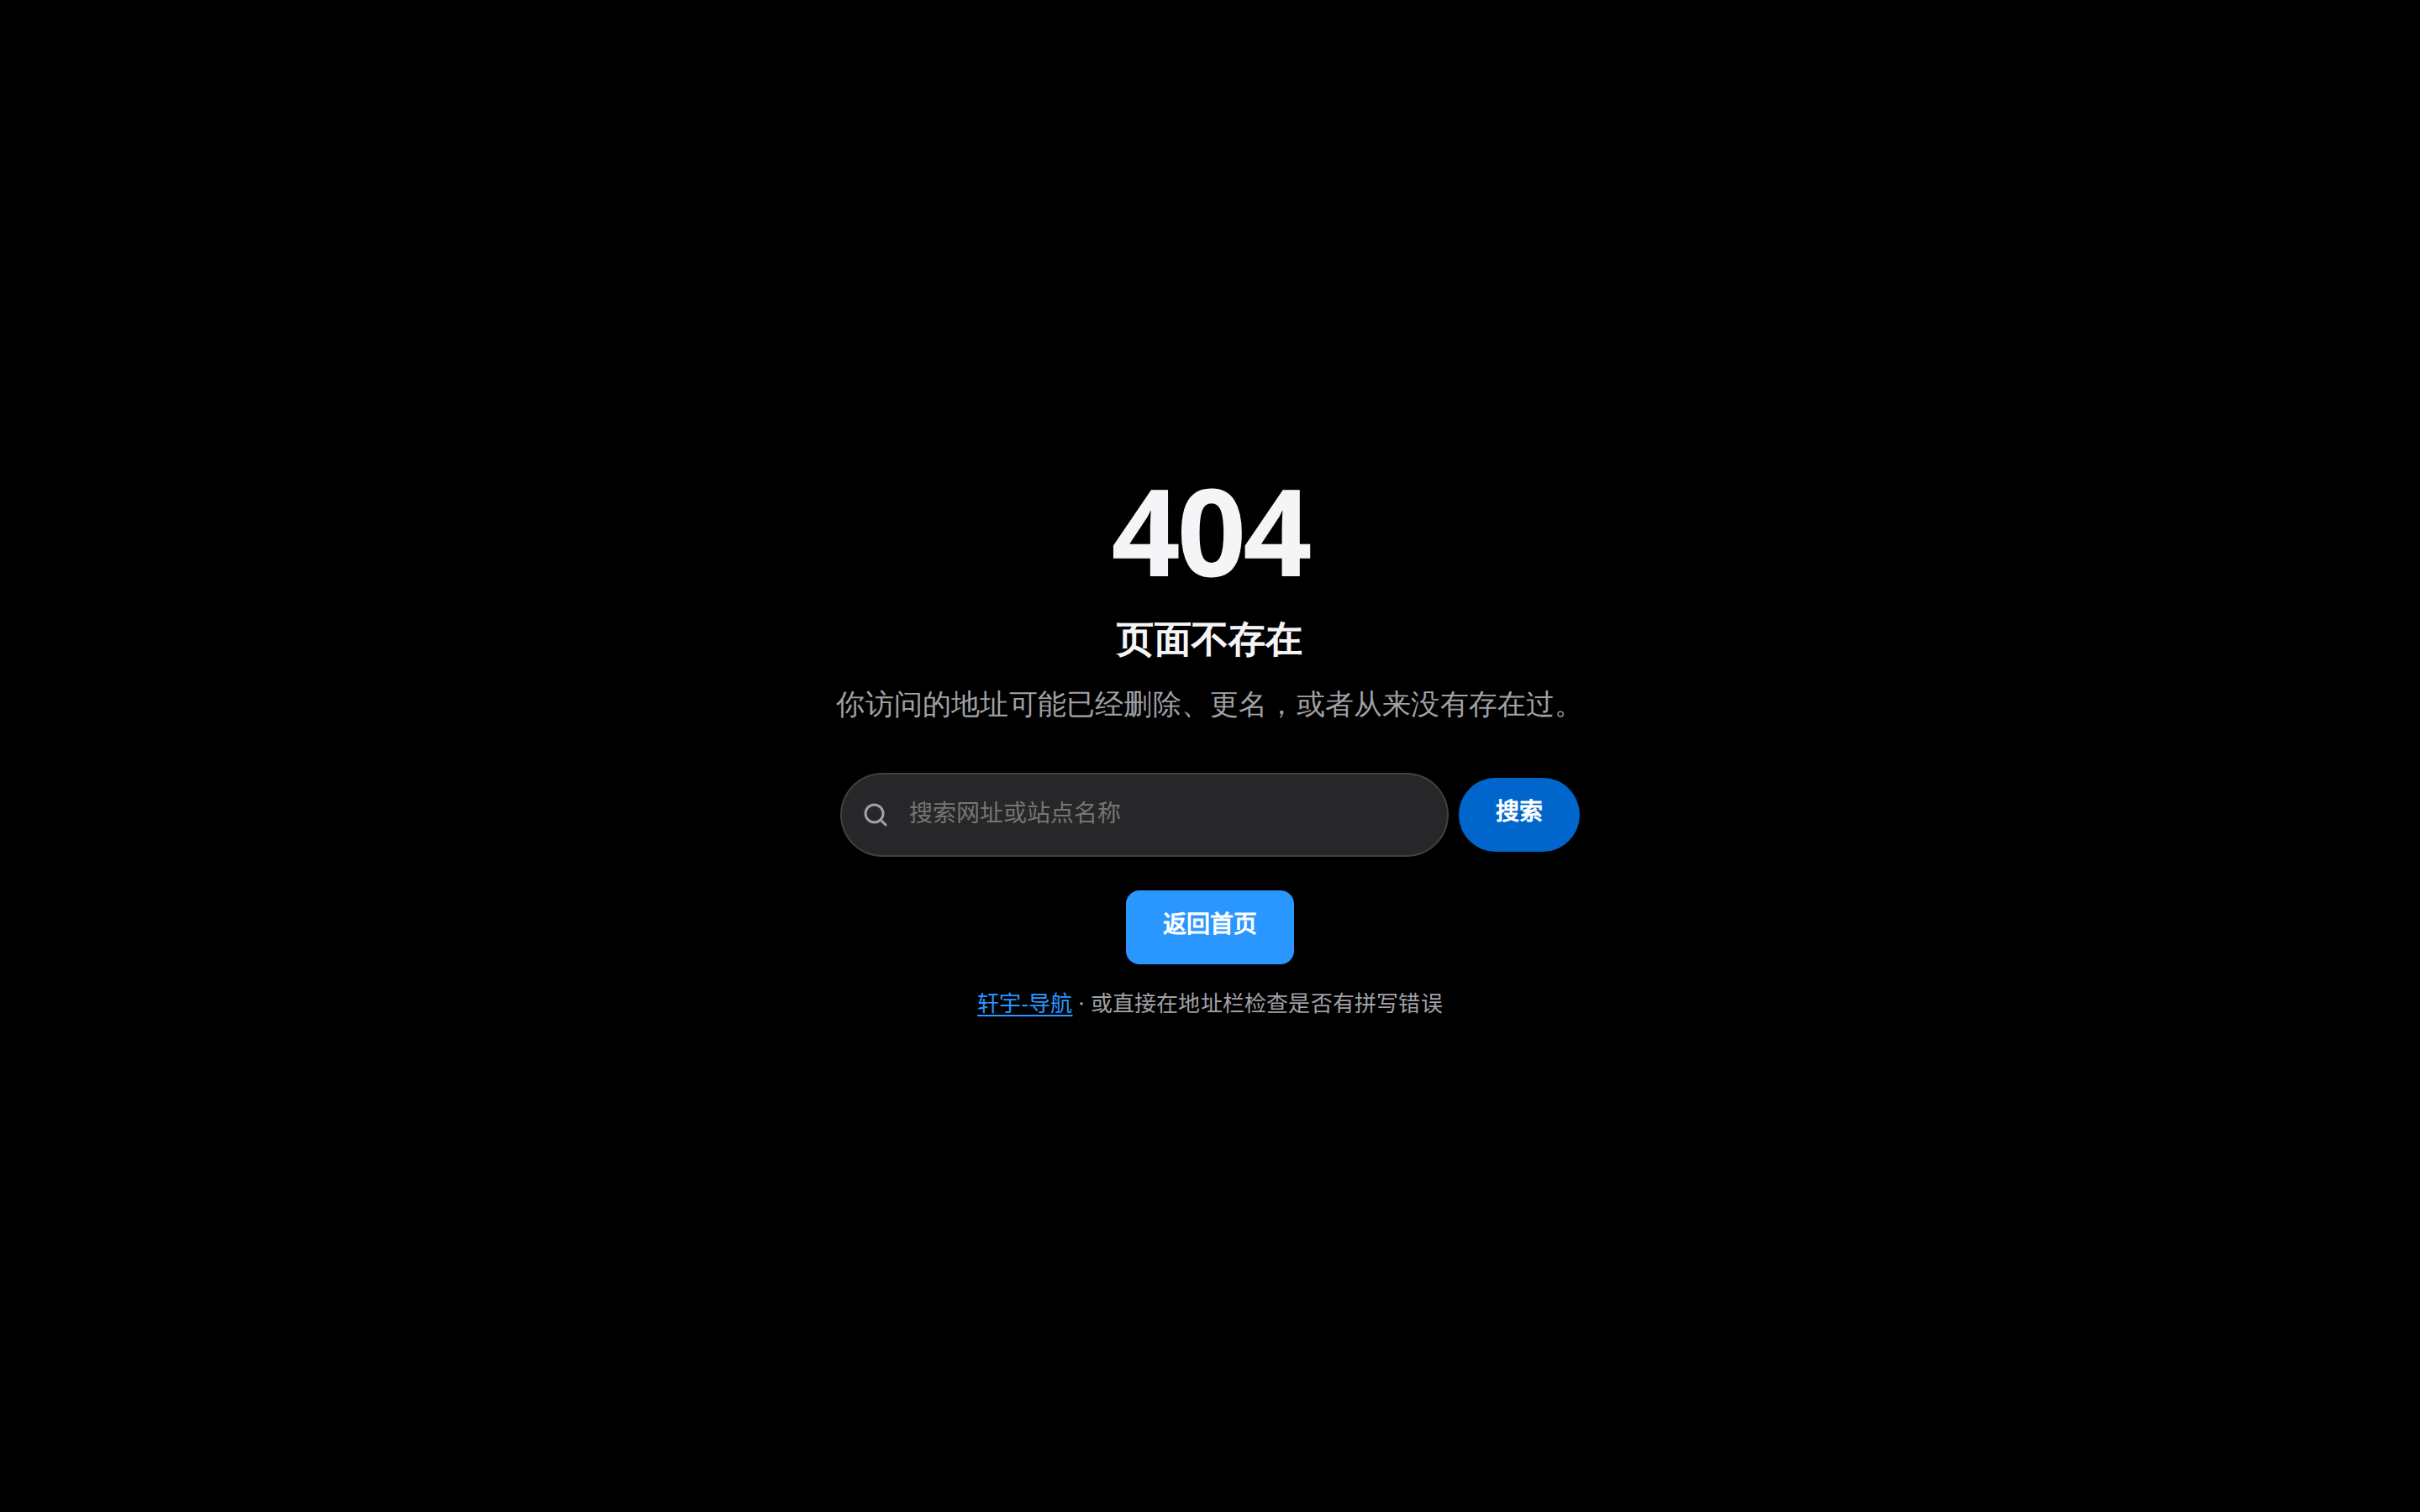 404
页面不存在
你访问的地址可能已经删除、更名，或者从来没有存在过。
搜索网址或站点名称
搜索
返回首页
轩宇-导航 · 或直接在地址栏检查是否有拼写错误